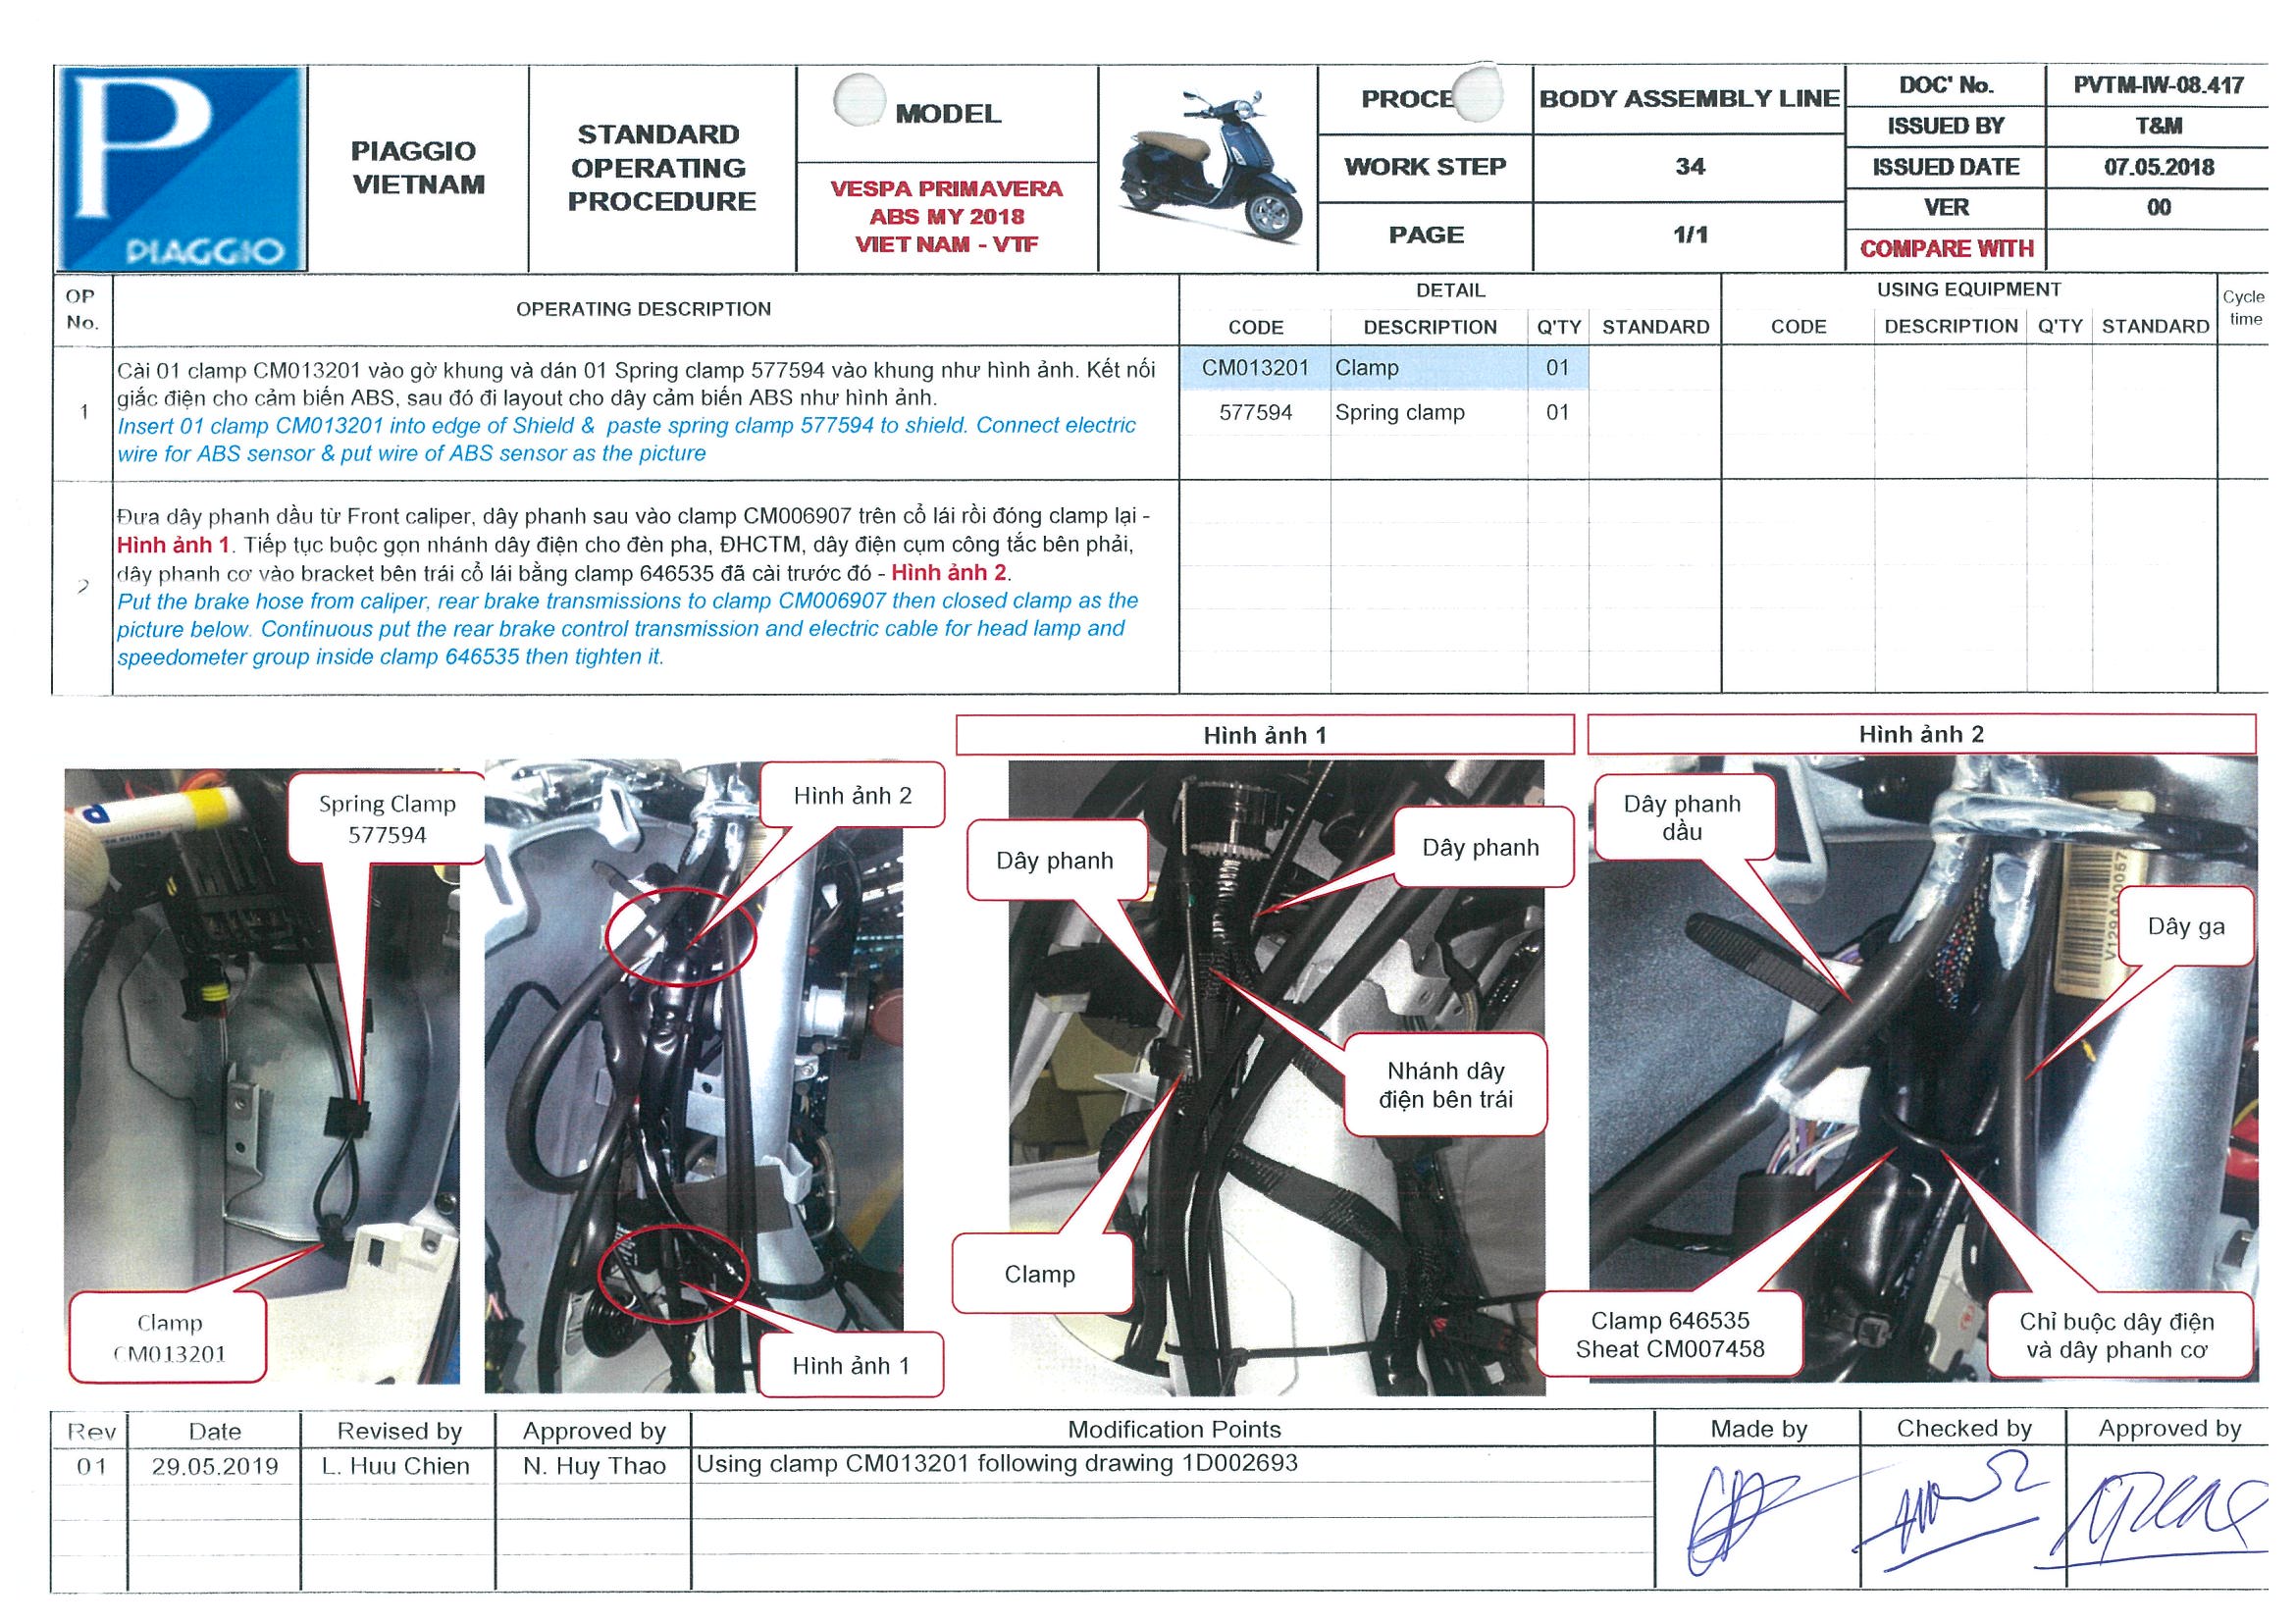 P
PIAGGIO
PIAGGIO
VIETNAM
STANDARD
OPERATING
PROCEDURE
MODEL
VESPA PRIMAVERA
ABS MY 2018
VIET NAM - VTF
PROCE
BODY ASSEMBLY LINE
WORK STEP
34
PAGE
1/1
DOC' No.
PVTM-IW-08.417
ISSUED BY
T&M
ISSUED DATE
07.05.2018
VER
00
COMPARE WITH
OP
No.
OPERATING DESCRIPTION
DETAIL
USING EQUIPMENT
Cycle
time
CODE
DESCRIPTION
Q'TY
STANDARD
CODE
DESCRIPTION
Q'TY
STANDARD
1
Cài 01 clamp CM013201 vào gờ khung và dán 01 Spring clamp 577594 vào khung như hình ảnh. Kết nối
giắc điện cho cảm biến ABS, sau đó đi layout cho dây cảm biến ABS như hình ảnh.
Insert 01 clamp CM013201 into edge of Shield & paste spring clamp 577594 to shield. Connect electric
wire for ABS sensor & put wire of ABS sensor as the picture
CM013201 Clamp 01
577594 Spring clamp 01
2
Đưa dây phanh dầu từ Front caliper, dây phanh sau vào clamp CM006907 trên cổ lái rồi đóng clamp lại -
Hình ảnh 1. Tiếp tục buộc gọn nhánh dây điện cho đèn pha, ĐHCTM, dây điện cụm công tắc bên phải,
dây phanh cơ vào bracket bên trái cổ lái bằng clamp 646535 đã cài trước đó - Hình ảnh 2.
Put the brake hose from caliper, rear brake transmissions to clamp CM006907 then closed clamp as the
picture below. Continuous put the rear brake control transmission and electric cable for head lamp and
speedometer group inside clamp 646535 then tighten it.
Hình ảnh 1
Hình ảnh 2
Spring Clamp
577594
Clamp
CM013201
Hình ảnh 2
Hình ảnh 1
Dây phanh
Dây phanh
Nhánh dây
điện bên trái
Clamp
Dây phanh
dầu
Dây ga
Clamp 646535
Sheat CM007458
Chỉ buộc dây điện
và dây phanh cơ
Rev
Date
Revised by
Approved by
Modification Points
Made by
Checked by
Approved by
01
29.05.2019
L. Huu Chien
N. Huy Thao
Using clamp CM013201 following drawing 1D002693